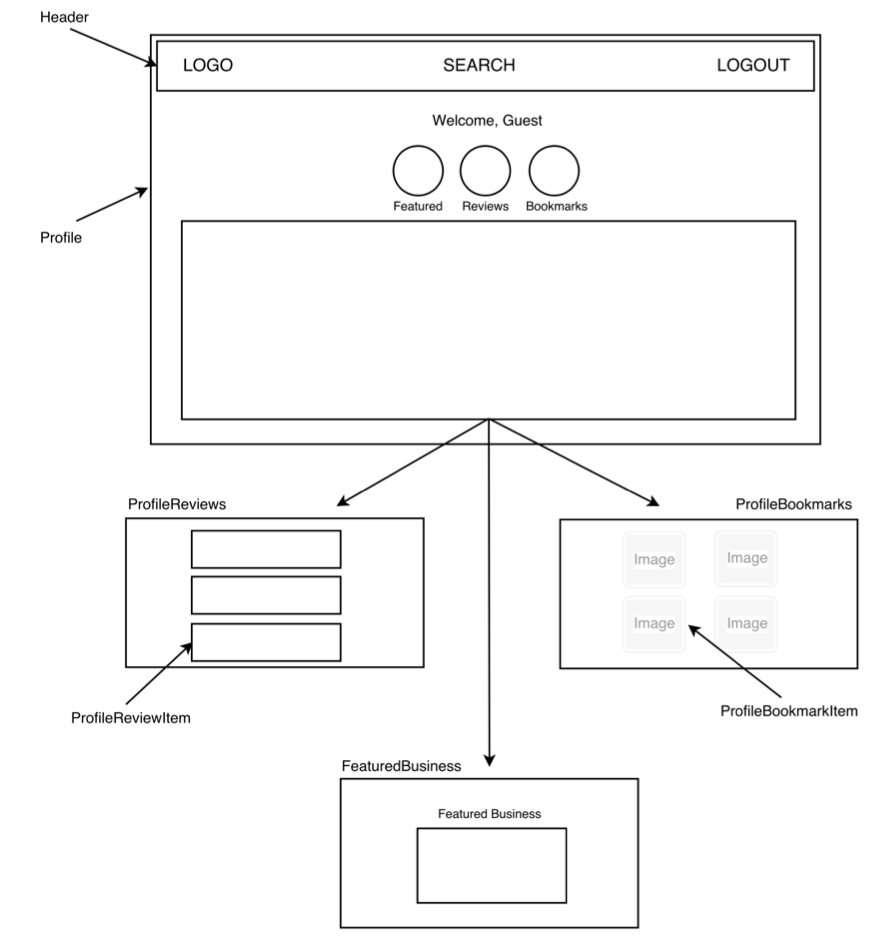 Header
LOGO SEARCH LOGOUT
Welcome, Guest
Featured Reviews Bookmarks
Profile
ProfileReviews
ProfileBookmarks
Image Image
Image Image
ProfileReviewItem
ProfileBookmarkItem
FeaturedBusiness
Featured Business